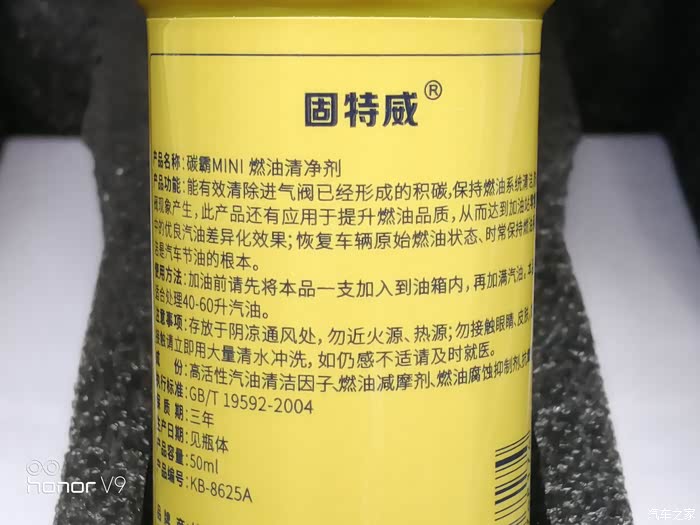 固特威®
产品名称:碳霸MINI 燃油清净剂
产品功能:能有效清除进气阀已经形成的积碳,保持燃油系统清洁,
现象产生,此产品还有应用于提升燃油品质,从而达到加油站
中的优良汽油差异化效果;恢复车辆原始燃油状态、时常保持燃油
是汽车节油的根本。
使用方法:加油前请先将本品一支加入到油箱内,再加满汽油。本
适合处理40-60升汽油。
注意事项:存放于阴凉通风处,勿近火源、热源;勿接触眼睛、皮肤,
接触请立即用大量清水冲洗,如仍感不适请及时就医。
成 份:高活性汽油清洁因子、燃油减摩剂、燃油腐蚀抑制剂、
执行标准:GB/T 19592-2004
保 质 期:三年
生产日期:见瓶体
产品容量:50ml
产品编号:KB-8625A
品 牌 商
honor V9
汽车之家